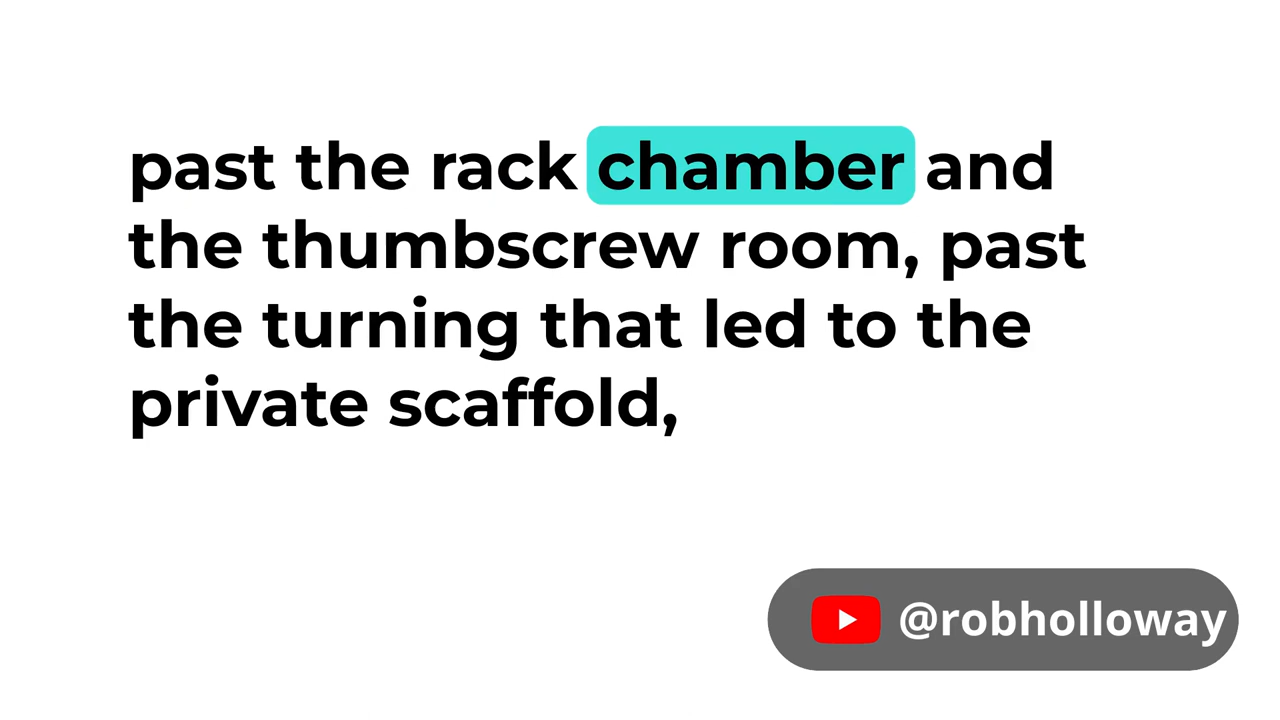 past the rack chamber and
the thumbscrew room, past
the turning that led to the
private scaffold,
@robholloway